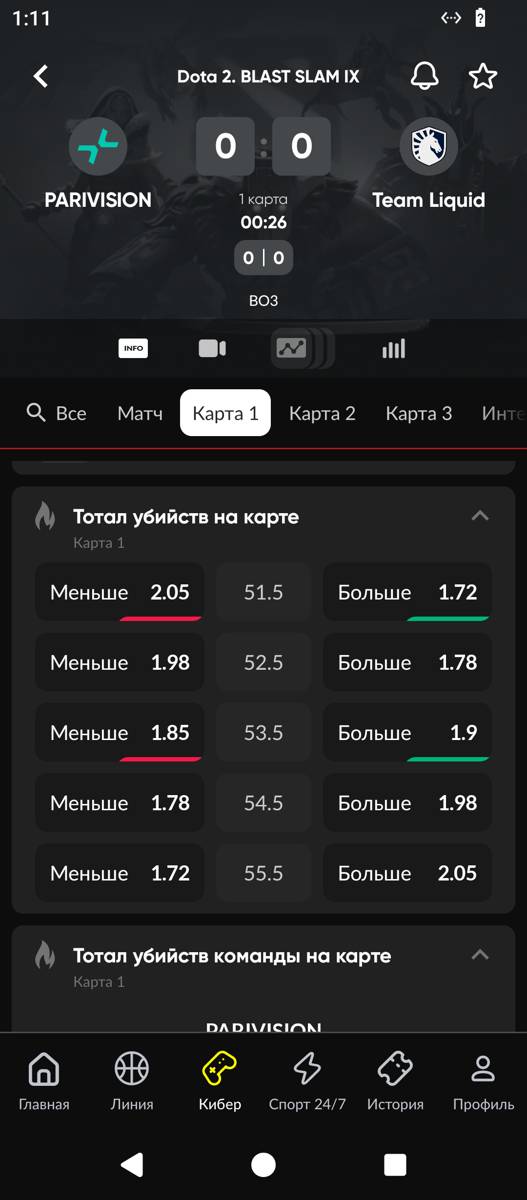 1:11
Dota 2. BLAST SLAM IX
0 : 0
PARIVISION
Team Liquid
1 карта
00:26
0 | 0
BO3
INFO
Все
Матч
Карта 1
Карта 2
Карта 3
Инте
Тотал убийств на карте
Карта 1
Меньше 2.05 51.5 Больше 1.72
Меньше 1.98 52.5 Больше 1.78
Меньше 1.85 53.5 Больше 1.9
Меньше 1.78 54.5 Больше 1.98
Меньше 1.72 55.5 Больше 2.05
Тотал убийств команды на карте
Карта 1
PARIVISION
Главная
Линия
Кибер
Спорт 24/7
История
Профиль